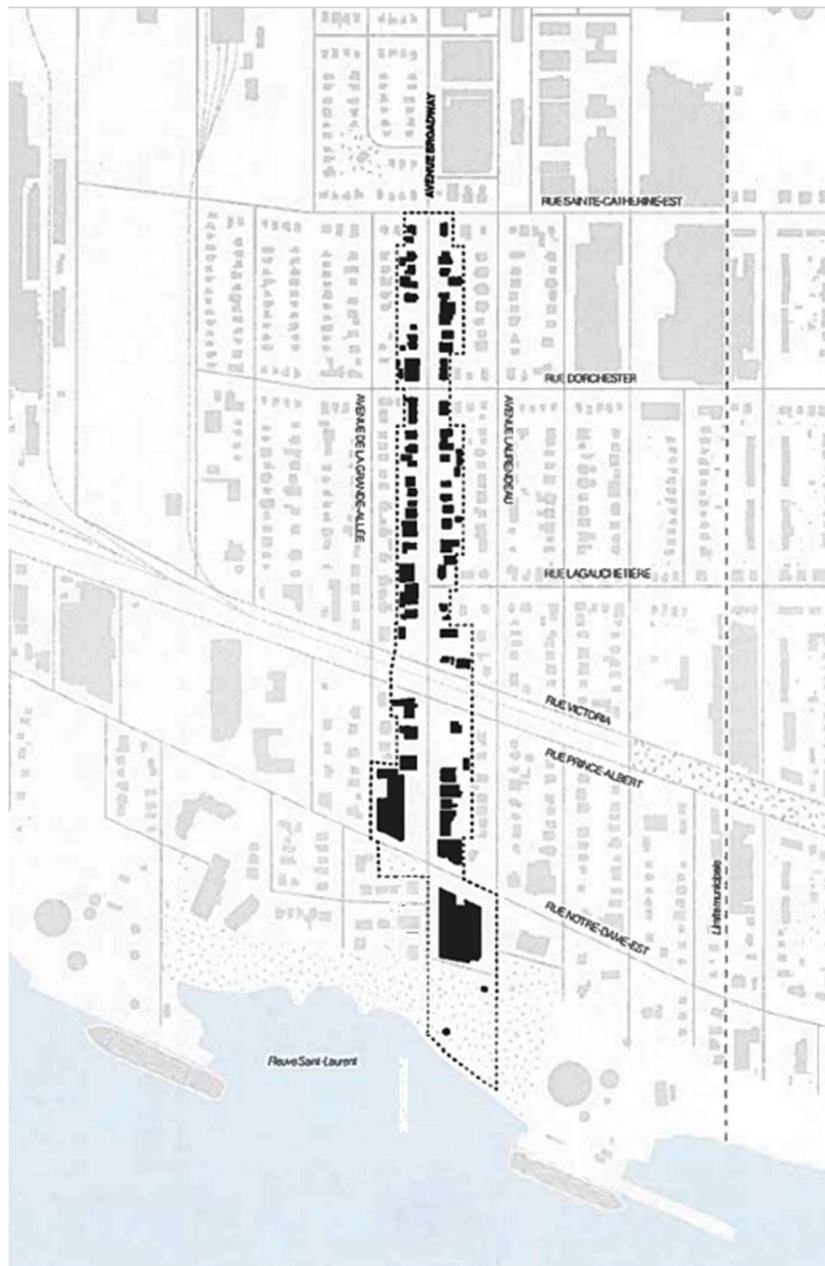 AVENUE BROADWAY
RUE SAINTE-CATHERINE-EST
RUE DORCHESTER
AVENUE DE LA GRANDE-ALLÉE
AVENUE LAURENDEAU
RUE LAGAUCHETIÈRE
RUE VICTORIA
RUE PRINCE-ALBERT
Limite municipale
RUE NOTRE-DAME-EST
Fleuve Saint-Laurent